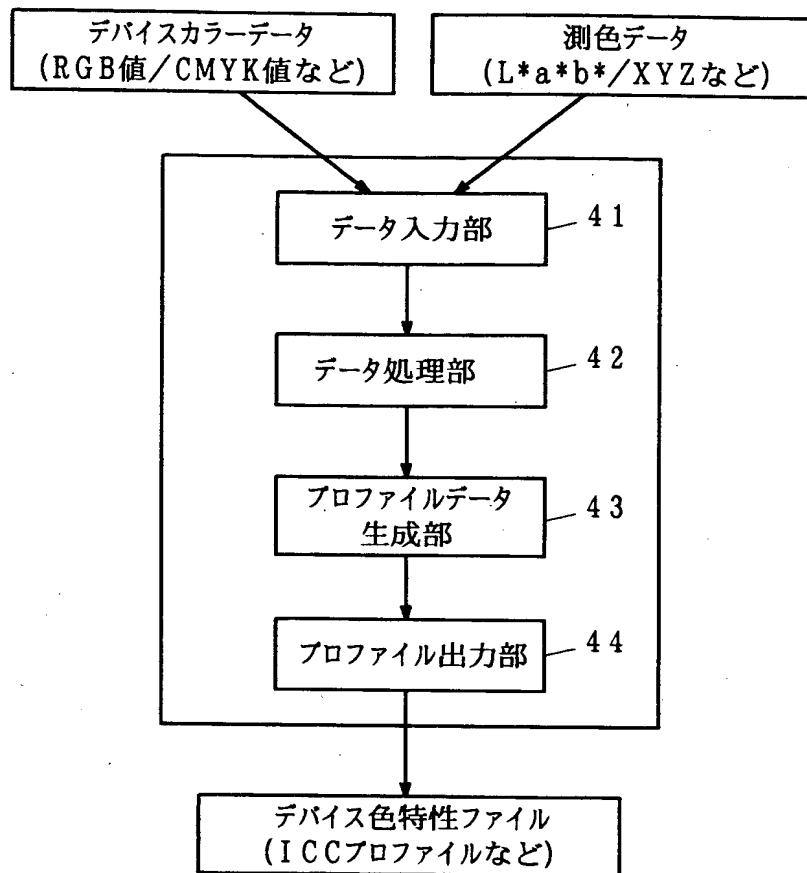 デバイスカラーデータ
(RGB値/CMYK値など)
測色データ
(L*a*b*/XYZなど)
データ入力部
41
データ処理部
42
プロファイルデータ
生成部
43
プロファイル出力部
44
デバイス色特性ファイル
(ICCプロファイルなど)